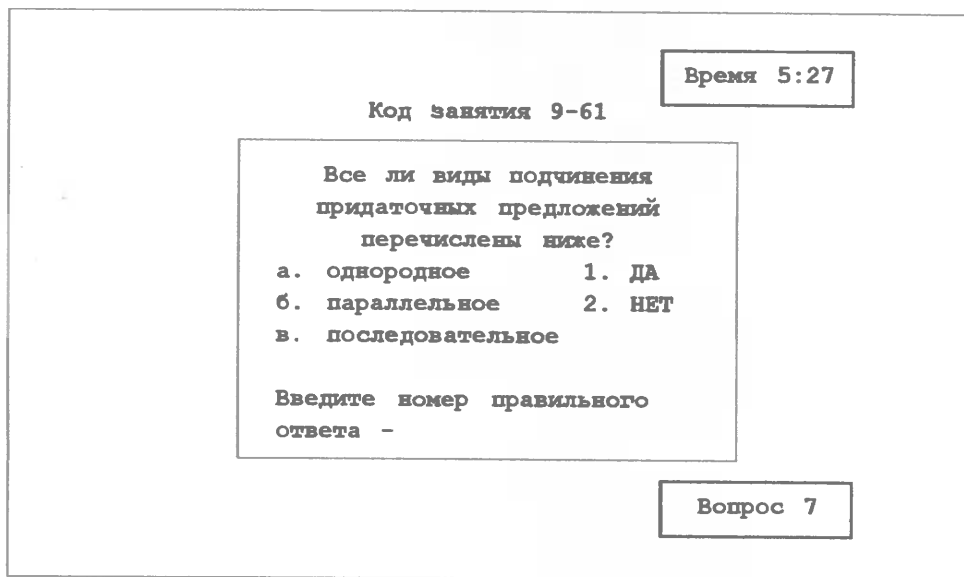 Время 5:27
Код занятия 9-61
Все ли виды подчинения
придаточных предложений
перечислены ниже?
а. однородное 1. ДА
б. параллельное 2. НЕТ
в. последовательное
Введите номер правильного
ответа -
Вопрос 7